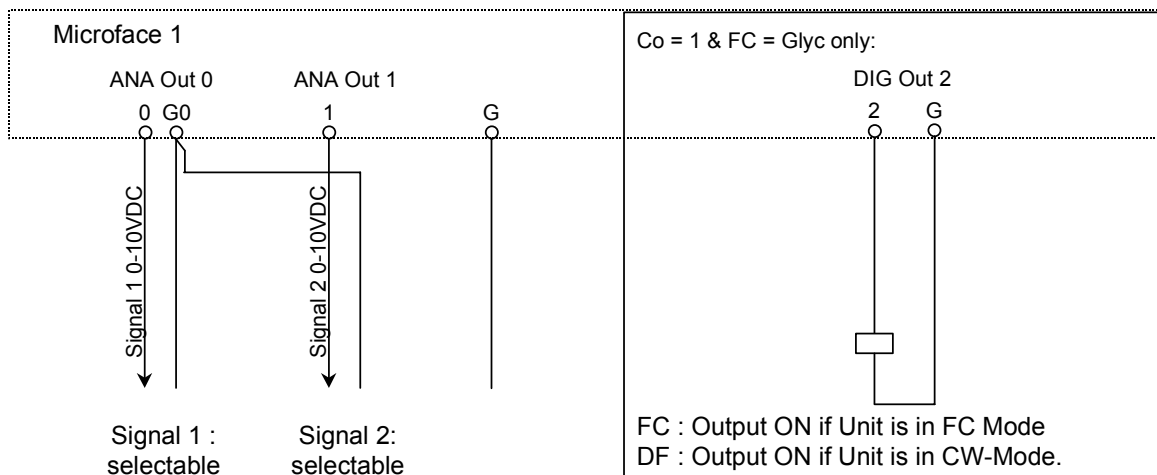 Microface 1
ANA Out 0
ANA Out 1
0 G0
1
G
Signal 1 0-10VDC
Signal 2 0-10VDC
Signal 1 :
selectable
Signal 2:
selectable
Co = 1 & FC = Glyc only:
DIG Out 2
2
G
FC : Output ON if Unit is in FC Mode
DF : Output ON if Unit is in CW-Mode.